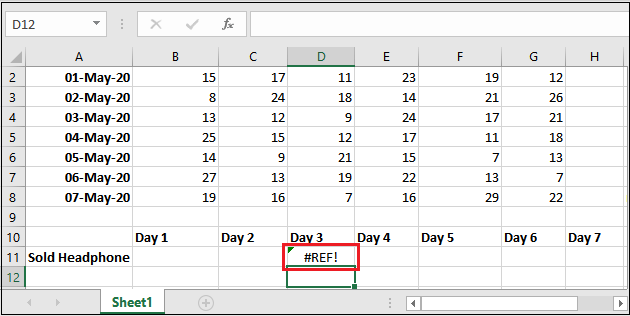 D12 fx
A B C D E F G H
2 01-May-20 15 17 11 23 19 12
3 02-May-20 8 24 18 14 21 26
4 03-May-20 13 12 9 24 17 21
5 04-May-20 25 15 12 17 11 18
6 05-May-20 14 9 21 15 7 13
7 06-May-20 27 13 19 22 13 7
8 07-May-20 19 16 7 16 29 22
9
10 Day 1 Day 2 Day 3 Day 4 Day 5 Day 6 Day 7
11 Sold Headphone #REF!
12
Sheet1